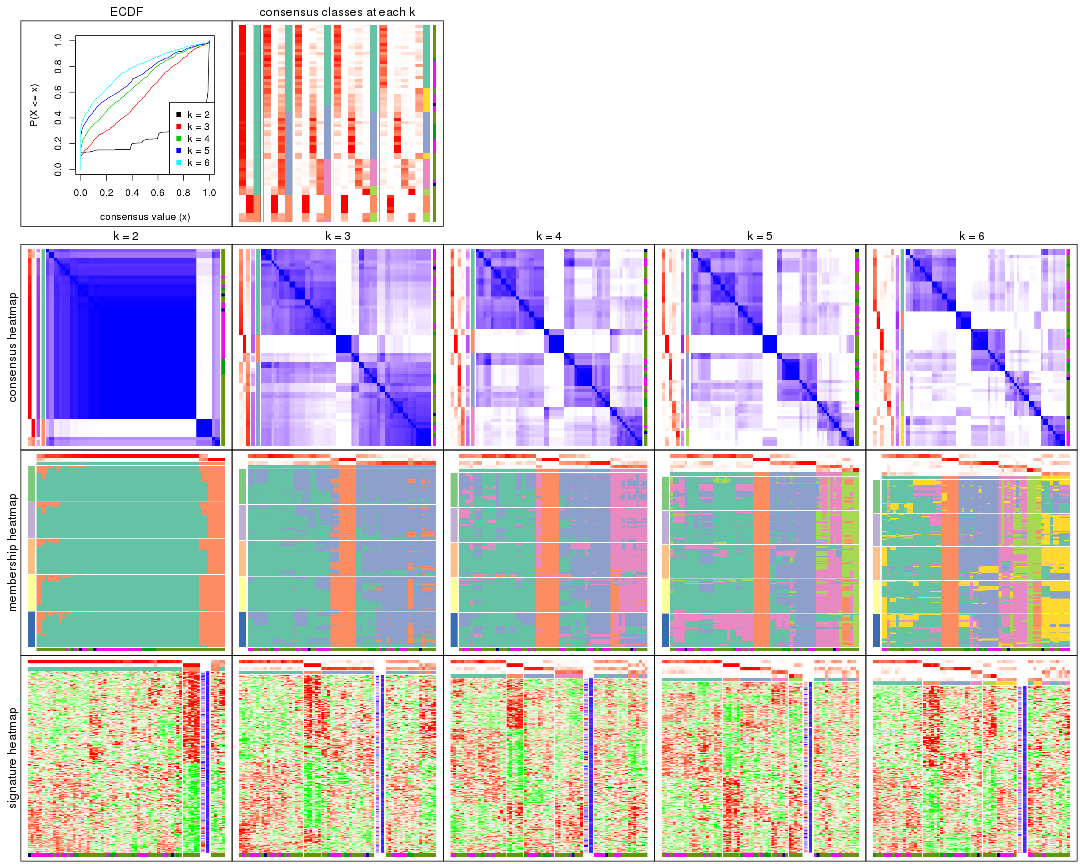 ECDF
consensus classes at each k
P(X <= x)
0.0 0.2 0.4 0.6 0.8 1.0
k = 2
k = 3
k = 4
k = 5
k = 6
0.0 0.2 0.4 0.6 0.8 1.0
consensus value (x)
k = 2
k = 3
k = 4
k = 5
k = 6
consensus heatmap
membership heatmap
signature heatmap